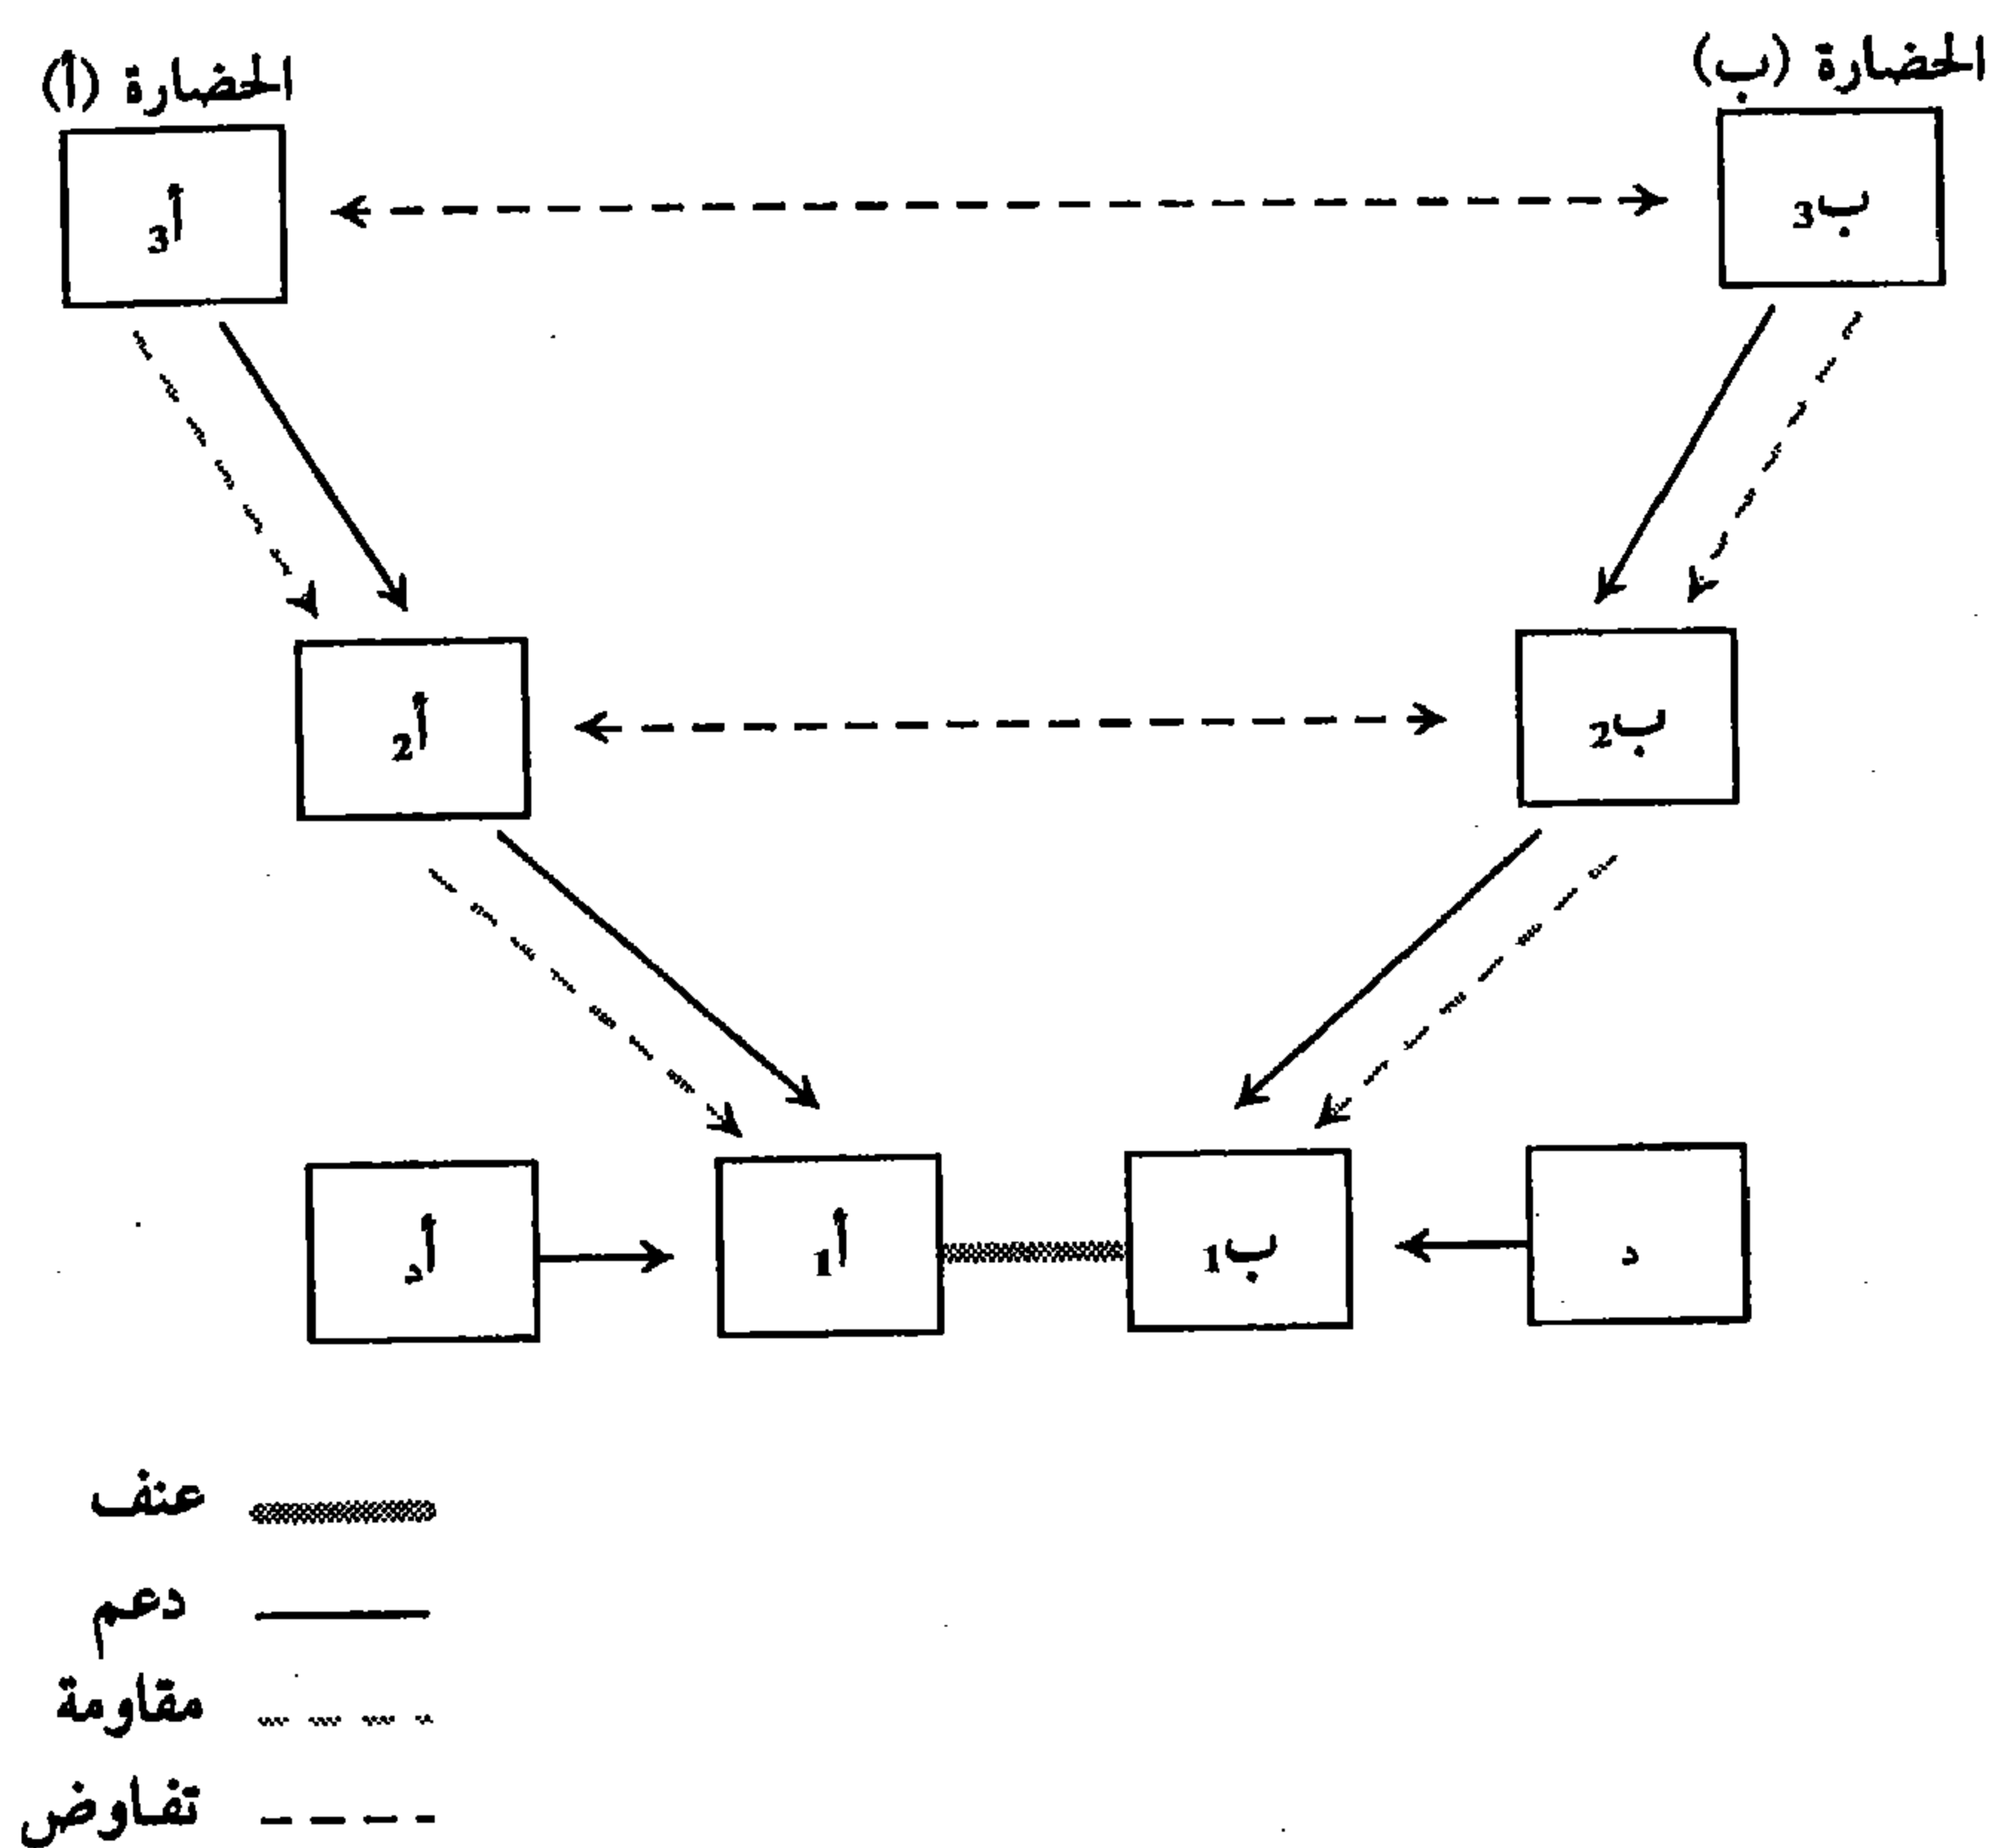 الحضارة (ب)
الحضارة (أ)
ب3
أ3
ب2
أ2
د
ب1
أ1
أد
عنف
دعم
مقاومة
تفاوض